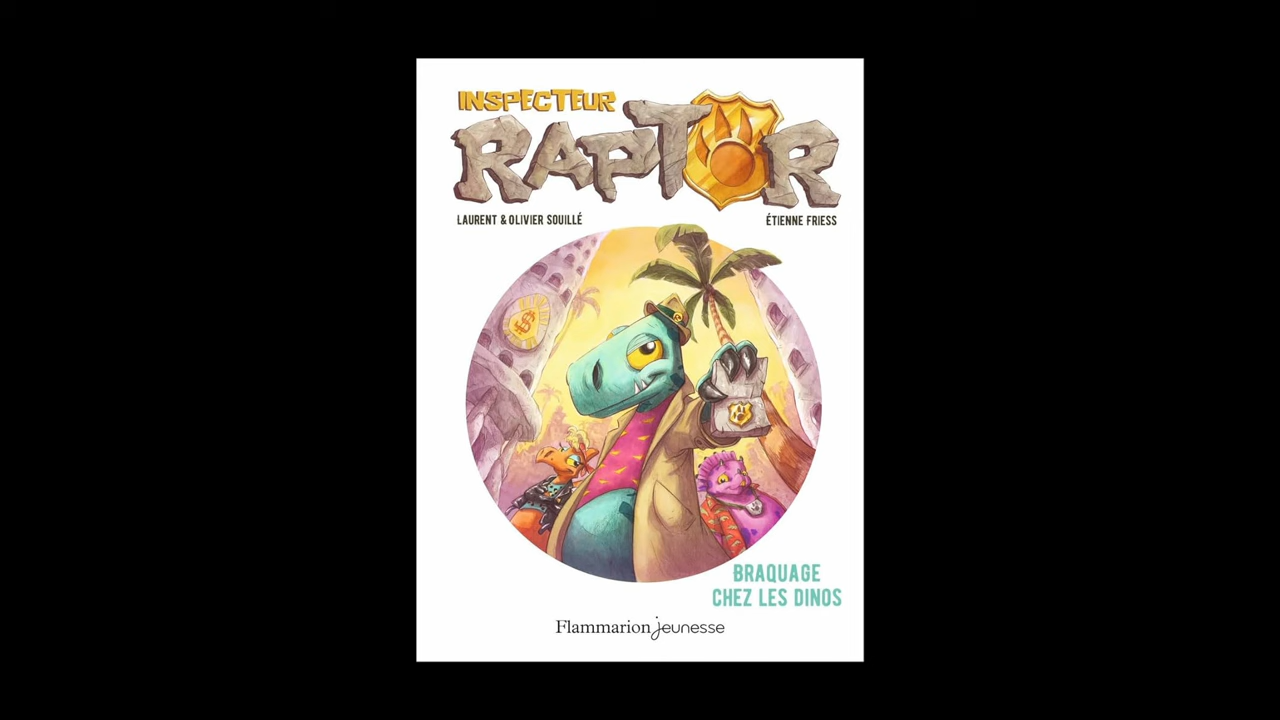 INSPECTEUR
RAPTOR
LAURENT & OLIVIER SOUILLÉ
ÉTIENNE FRIESS
$
BRAQUAGE
CHEZ LES DINOS
Flammarion jeunesse